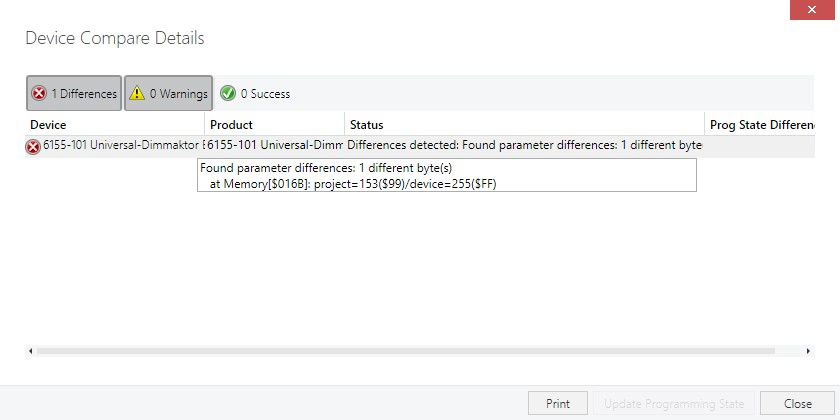 Device Compare Details
1 Differences 0 Warnings 0 Success
Device Product Status Prog State Differen
6155-101 Universal-Dimmaktor 6155-101 Universal-Dimm Differences detected: Found parameter differences: 1 different byte
Found parameter differences: 1 different byte(s)
at Memory[$016B]: project=153($99)/device=255($FF)
Print Update Programming State Close